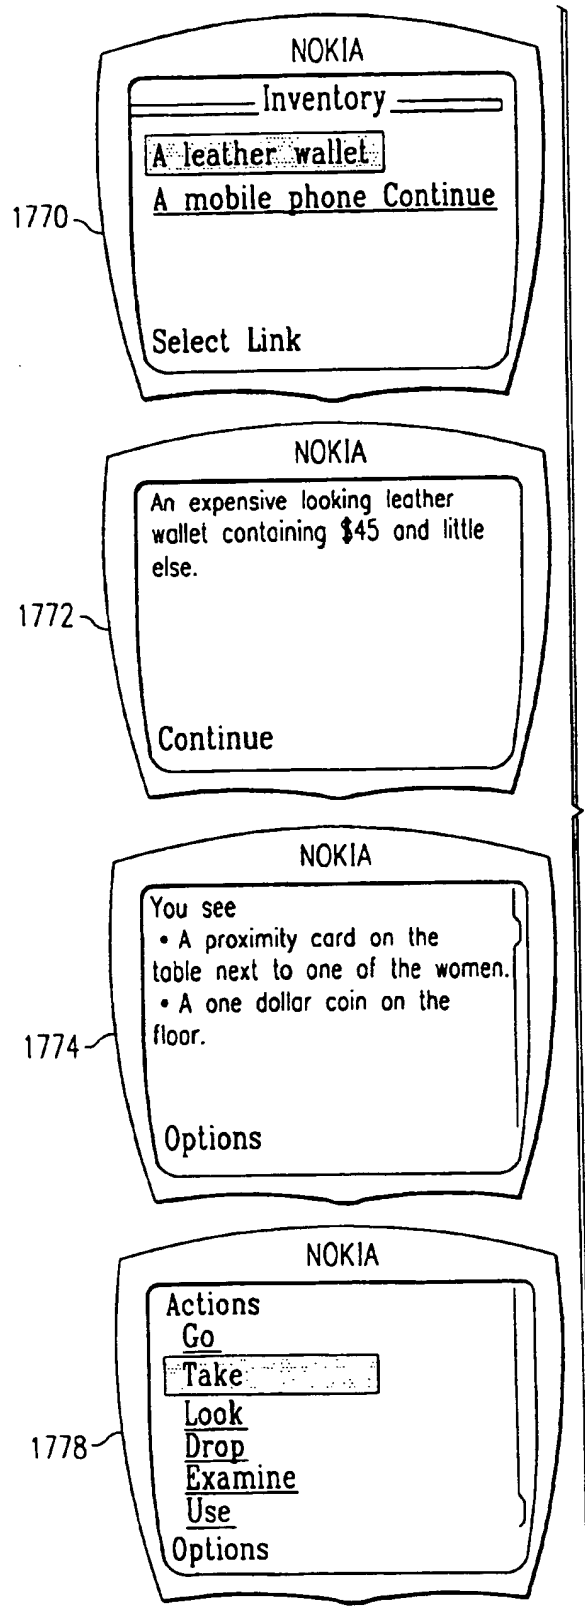 NOKIA
Inventory
A leather wallet
A mobile phone Continue
1770
Select Link
NOKIA
An expensive looking leather
wallet containing $45 and little
else.
1772
Continue
NOKIA
You see
• A proximity card on the
table next to one of the women.
• A one dollar coin on the
floor.
1774
Options
NOKIA
Actions
Go
Take
Look
Drop
1778
Examine
Use
Options